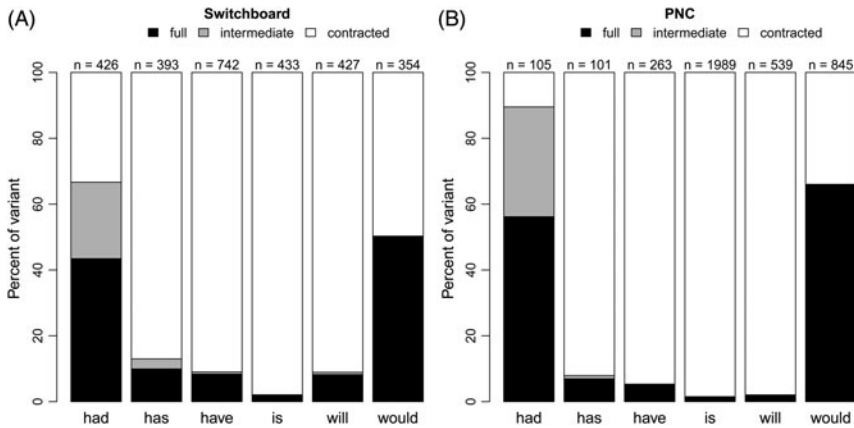 (A)
Switchboard
full intermediate contracted
n = 426 n = 393 n = 742 n = 433 n = 427 n = 354
Percent of variant
100
80
60
40
20
0
had has have is will would
(B)
PNC
full intermediate contracted
n = 105 n = 101 n = 263 n = 1989 n = 539 n = 845
Percent of variant
100
80
60
40
20
0
had has have is will would